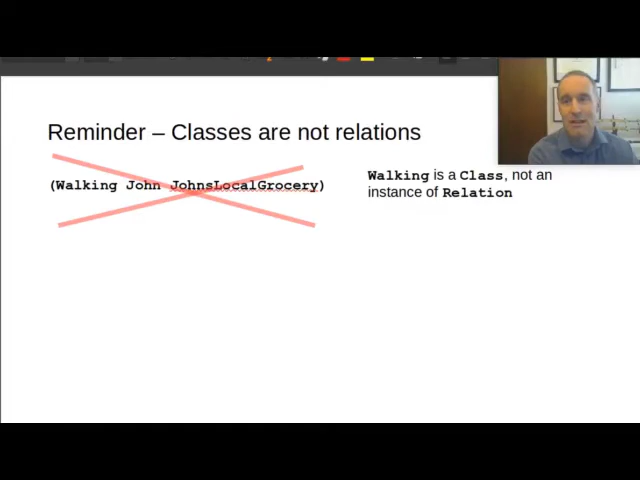 Reminder – Classes are not relations
(Walking John JohnsLocalGrocery)
Walking is a Class, not an
instance of Relation